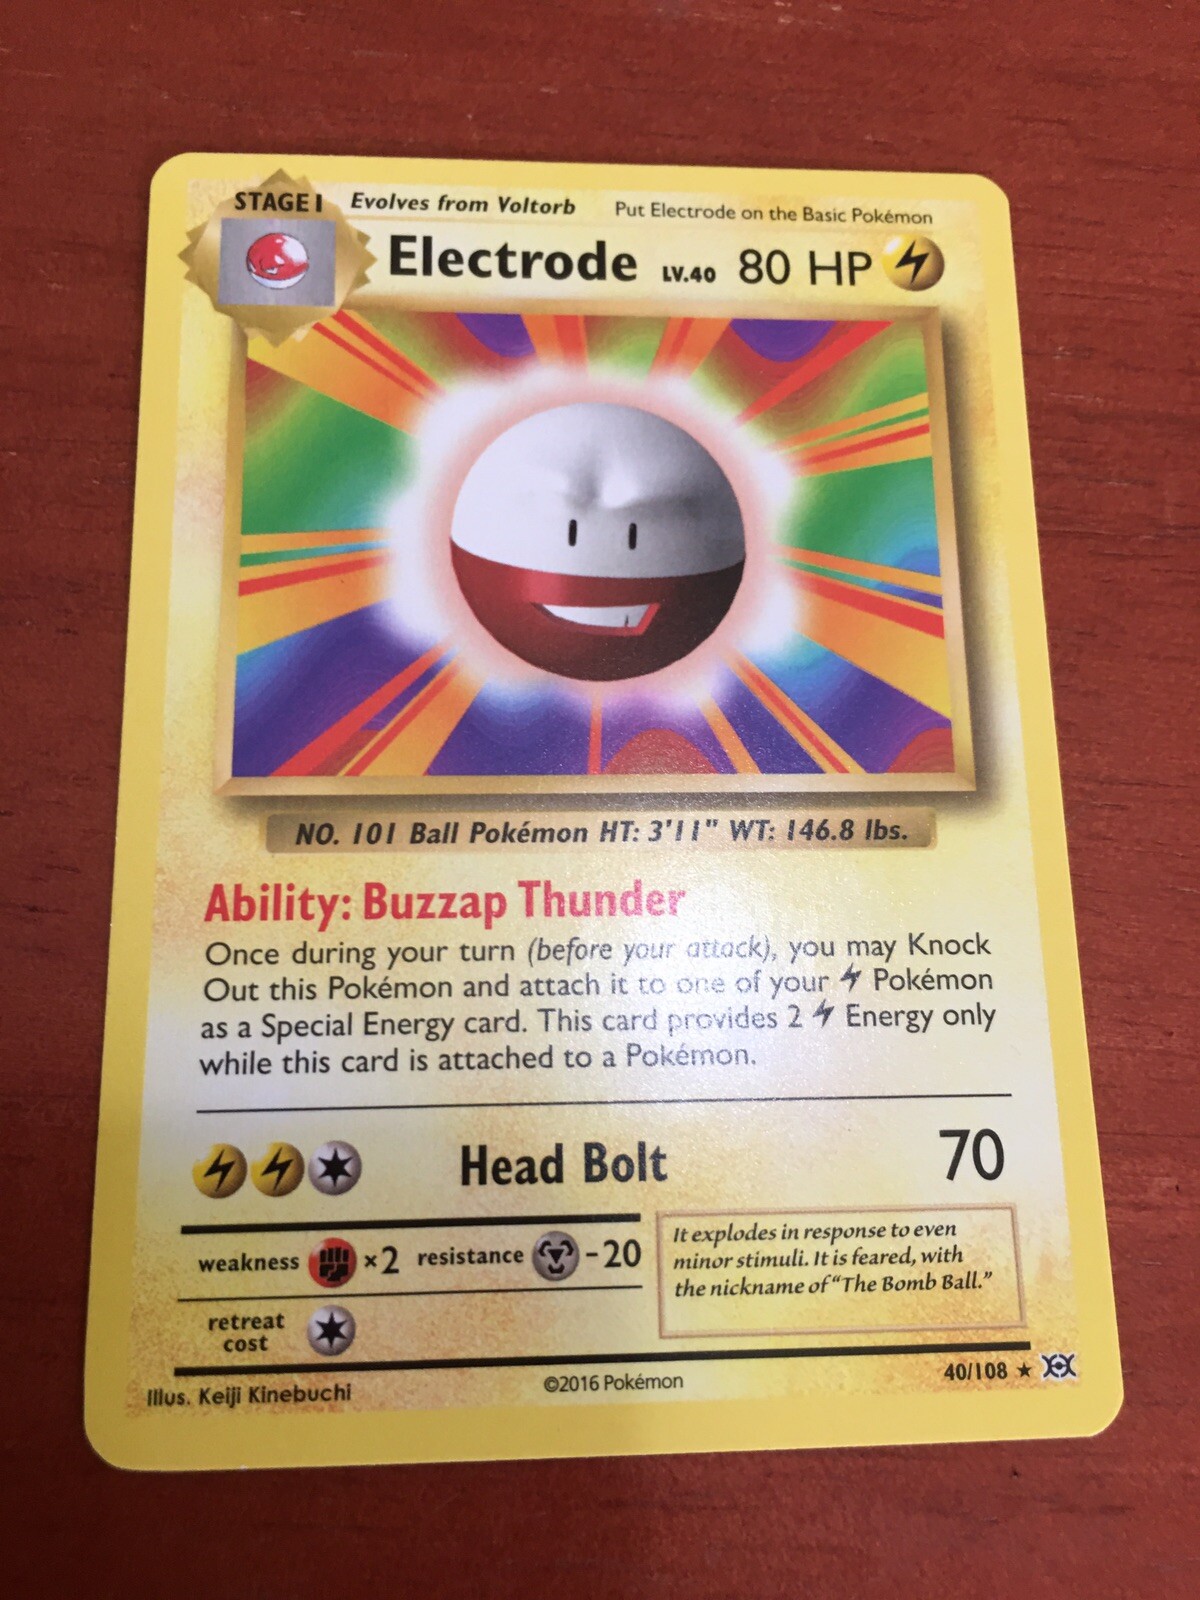 STAGE 1 Evolves from Voltorb Put Electrode on the Basic Pokémon
Electrode LV.40 80 HP
NO. 101 Ball Pokémon HT: 3'11" WT: 146.8 lbs.
Ability: Buzzap Thunder
Once during your turn (before your attack), you may Knock
Out this Pokémon and attach it to one of your Pokémon
as a Special Energy card. This card provides 2 Energy only
while this card is attached to a Pokémon.
Head Bolt 70
weakness ×2 resistance -20
retreat
cost
It explodes in response to even
minor stimuli. It is feared, with
the nickname of “The Bomb Ball.”
Illus. Keiji Kinebuchi ©2016 Pokémon 40/108 ★